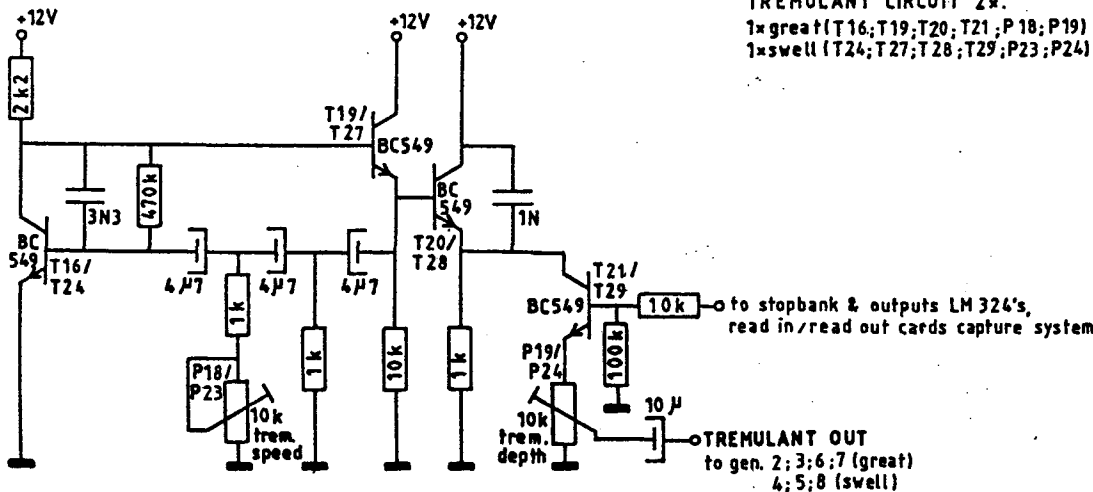 TREMULANT CIRCUIT 2x.
1xgreat(T16;T19;T20;T21;P18;P19)
1xswell(T24;T27;T28;T29;P23;P24)
+12V
+12V
+12V
2k2
T19/
T27
BC549
3N3
470k
BC
549
1N
BC
549
T16/
T24
T20/
T28
4µ7
4µ7
4µ7
T21/
T29
BC549
10k
to stopbank & outputs LM 324's,
read in/read out cards capture system
1k
1k
10k
1k
100k
P18/
P23
10k
trem.
speed
P19/
P24
10k
trem.
depth
10µ
TREMULANT OUT
to gen. 2;3;6;7 (great)
4;5;8 (swell)